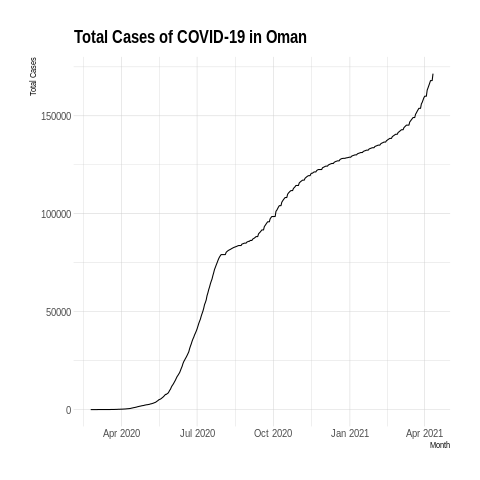 Total Cases of COVID-19 in Oman
Total Cases
150000
100000
50000
0
Apr 2020 Jul 2020 Oct 2020 Jan 2021 Apr 2021
Month